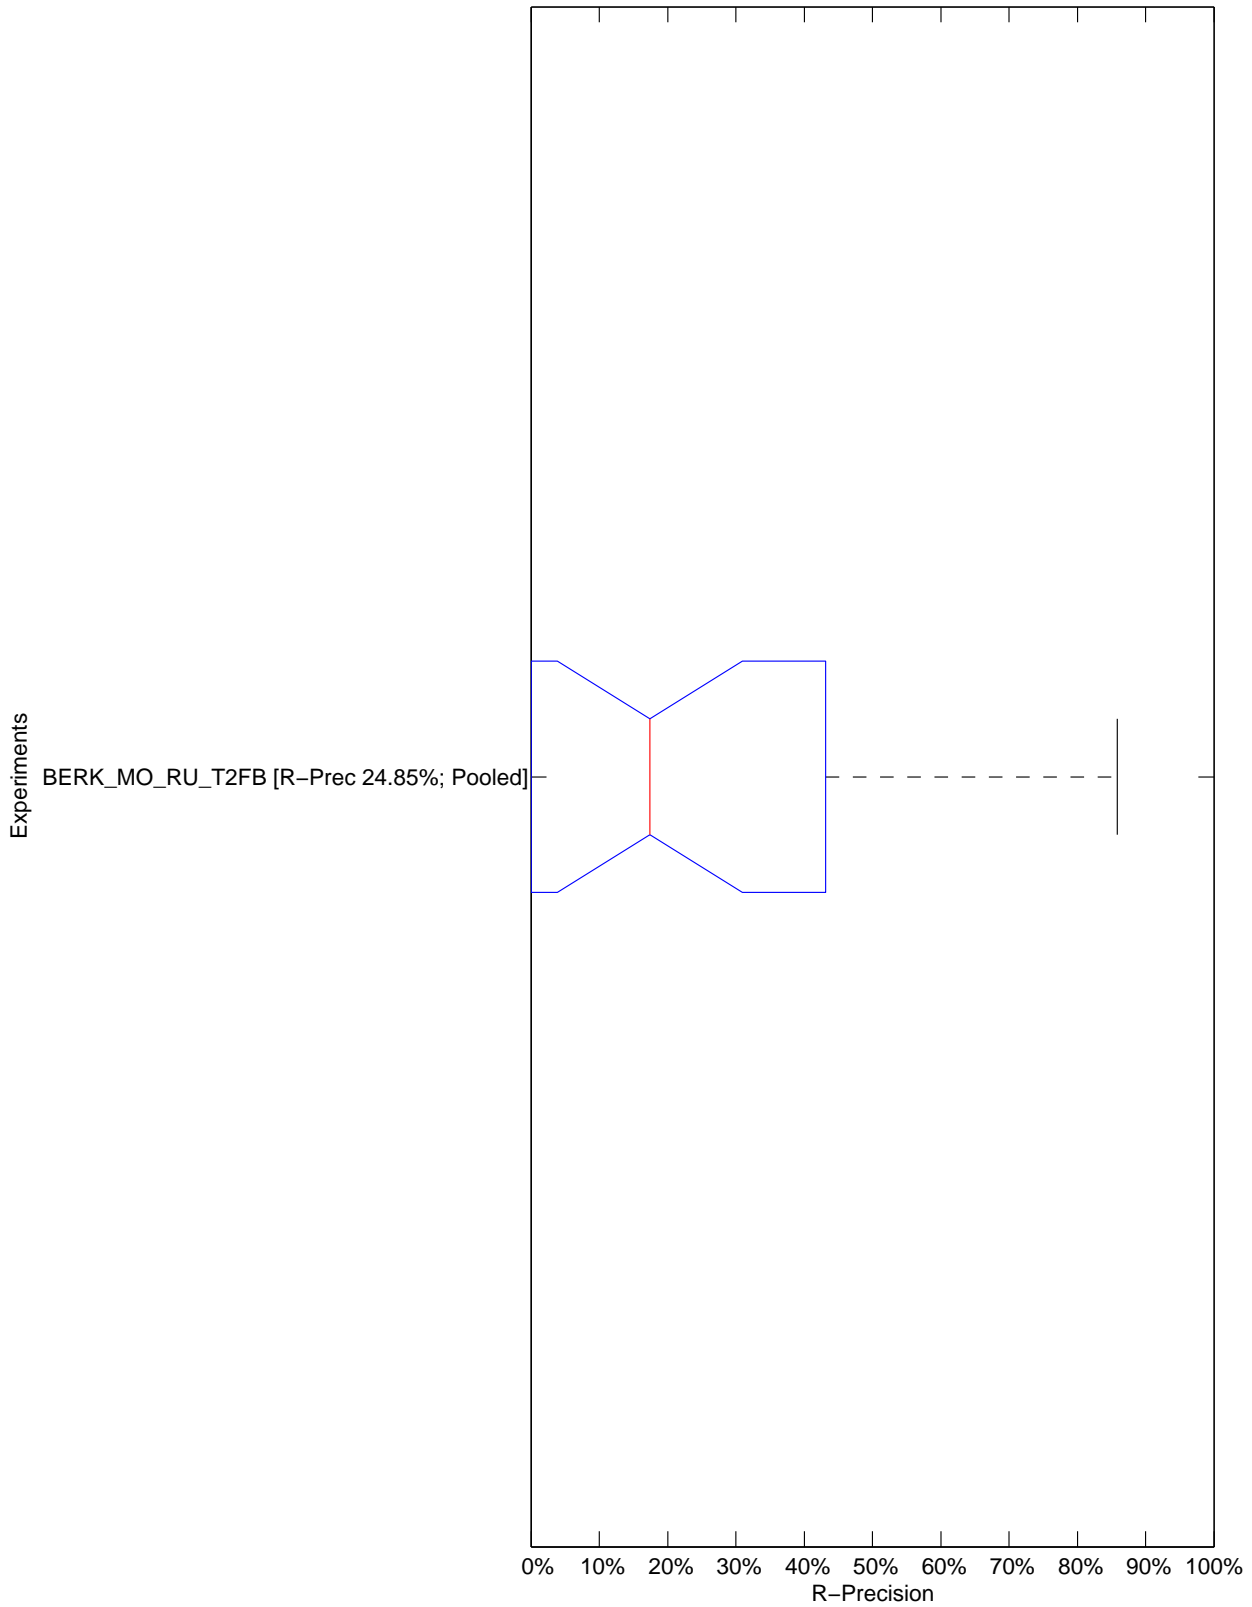 Experiments
BERK_MO_RU_T2FB [R−Prec 24.85%; Pooled]
0% 10% 20% 30% 40% 50% 60% 70% 80% 90% 100%
R−Precision